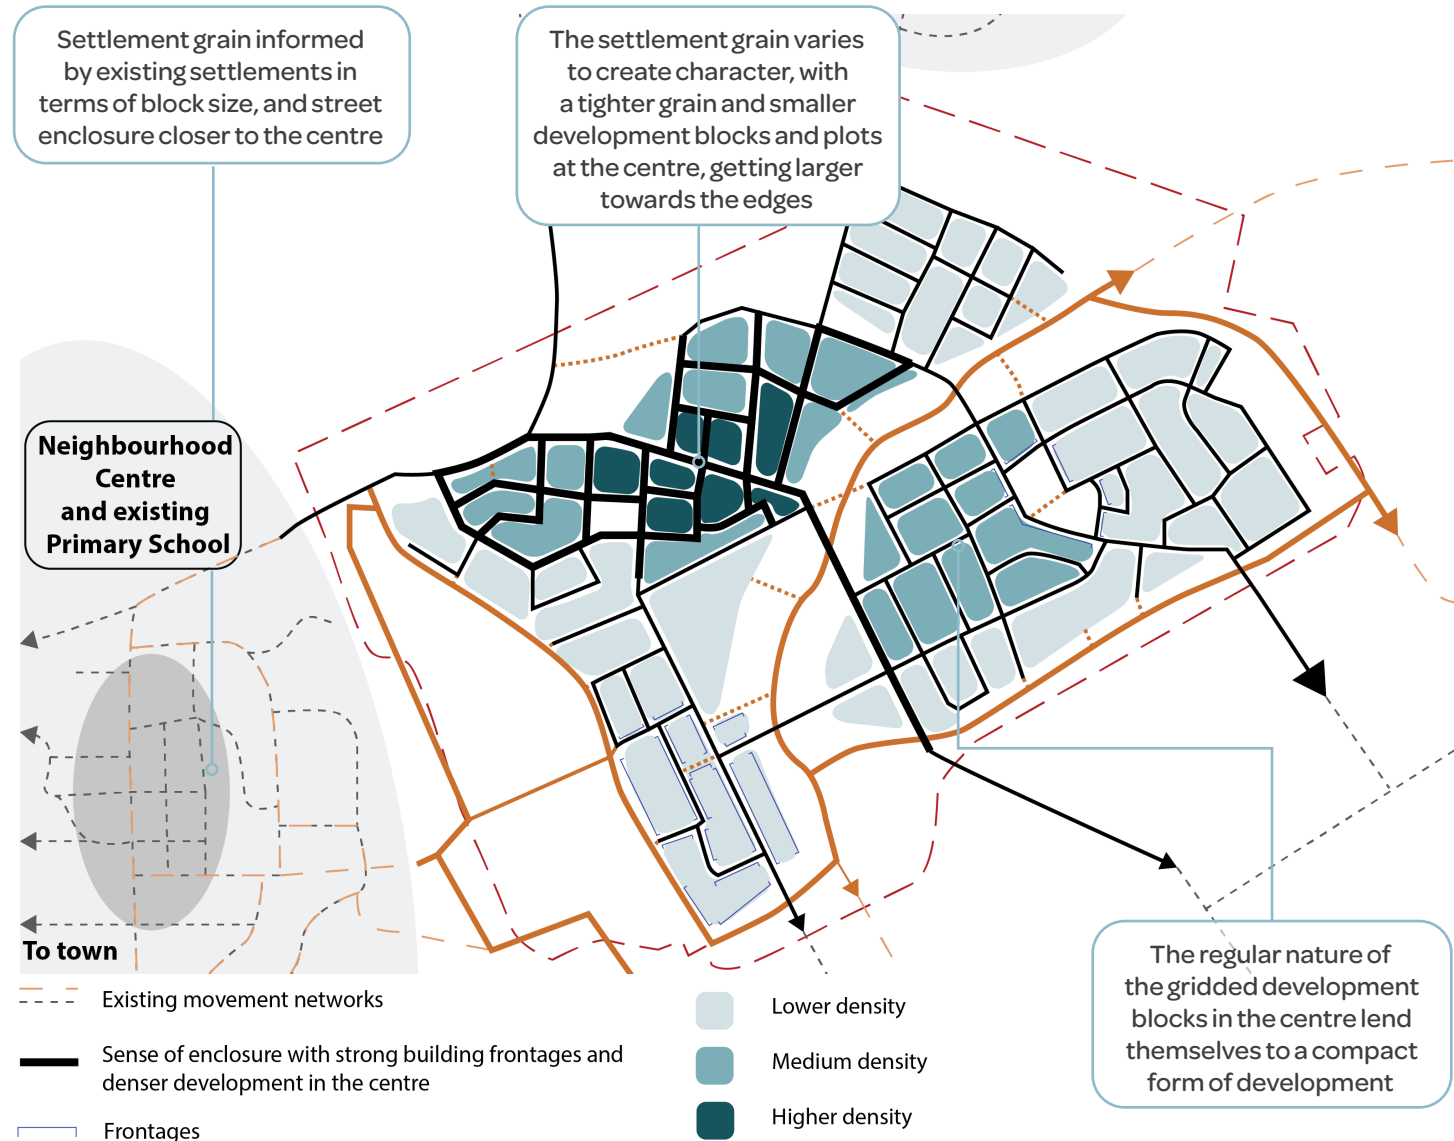 Settlement grain informed
by existing settlements in
terms of block size, and street
enclosure closer to the centre
The settlement grain varies
to create character, with
a tighter grain and smaller
development blocks and plots
at the centre, getting larger
towards the edges
Neighbourhood
Centre
and existing
Primary School
To town
The regular nature of
the gridded development
blocks in the centre lend
themselves to a compact
form of development
Existing movement networks
Sense of enclosure with strong building frontages and
denser development in the centre
Frontages
Lower density
Medium density
Higher density